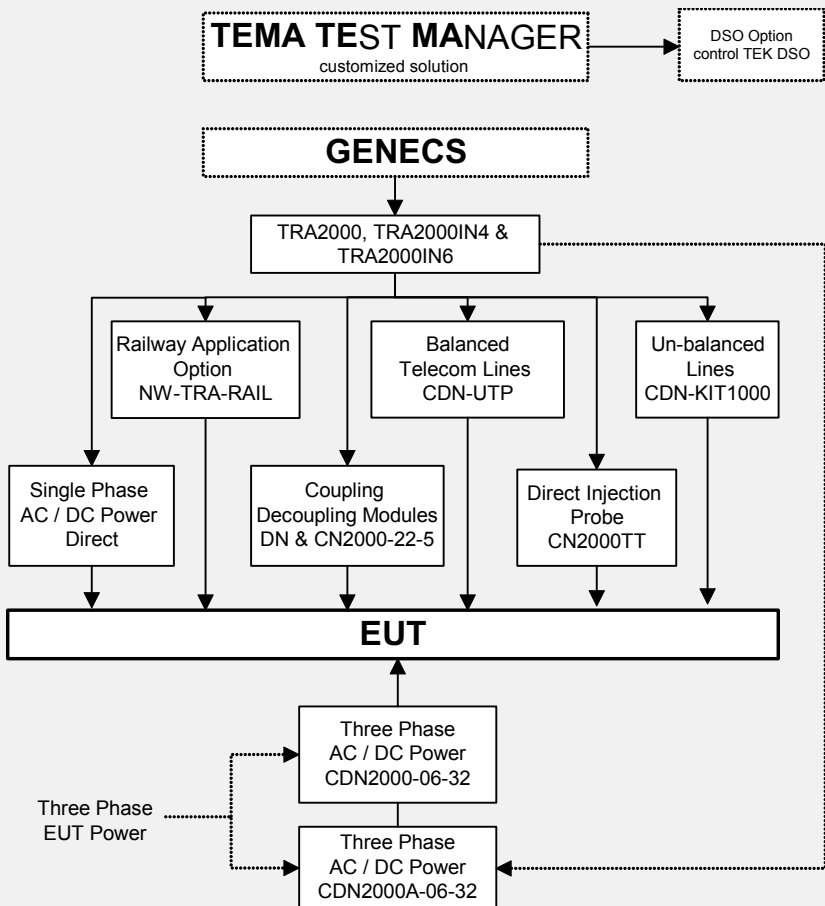 TEMA TEST MANAGER
customized solution
DSO Option
control TEK DSO
GENECS
TRA2000, TRA2000IN4 &
TRA2000IN6
Railway Application
Option
NW-TRA-RAIL
Balanced
Telecom Lines
CDN-UTP
Un-balanced
Lines
CDN-KIT1000
Single Phase
AC / DC Power
Direct
Coupling
Decoupling Modules
DN & CN2000-22-5
Direct Injection
Probe
CN2000TT
EUT
Three Phase
AC / DC Power
CDN2000-06-32
Three Phase
EUT Power
Three Phase
AC / DC Power
CDN2000A-06-32